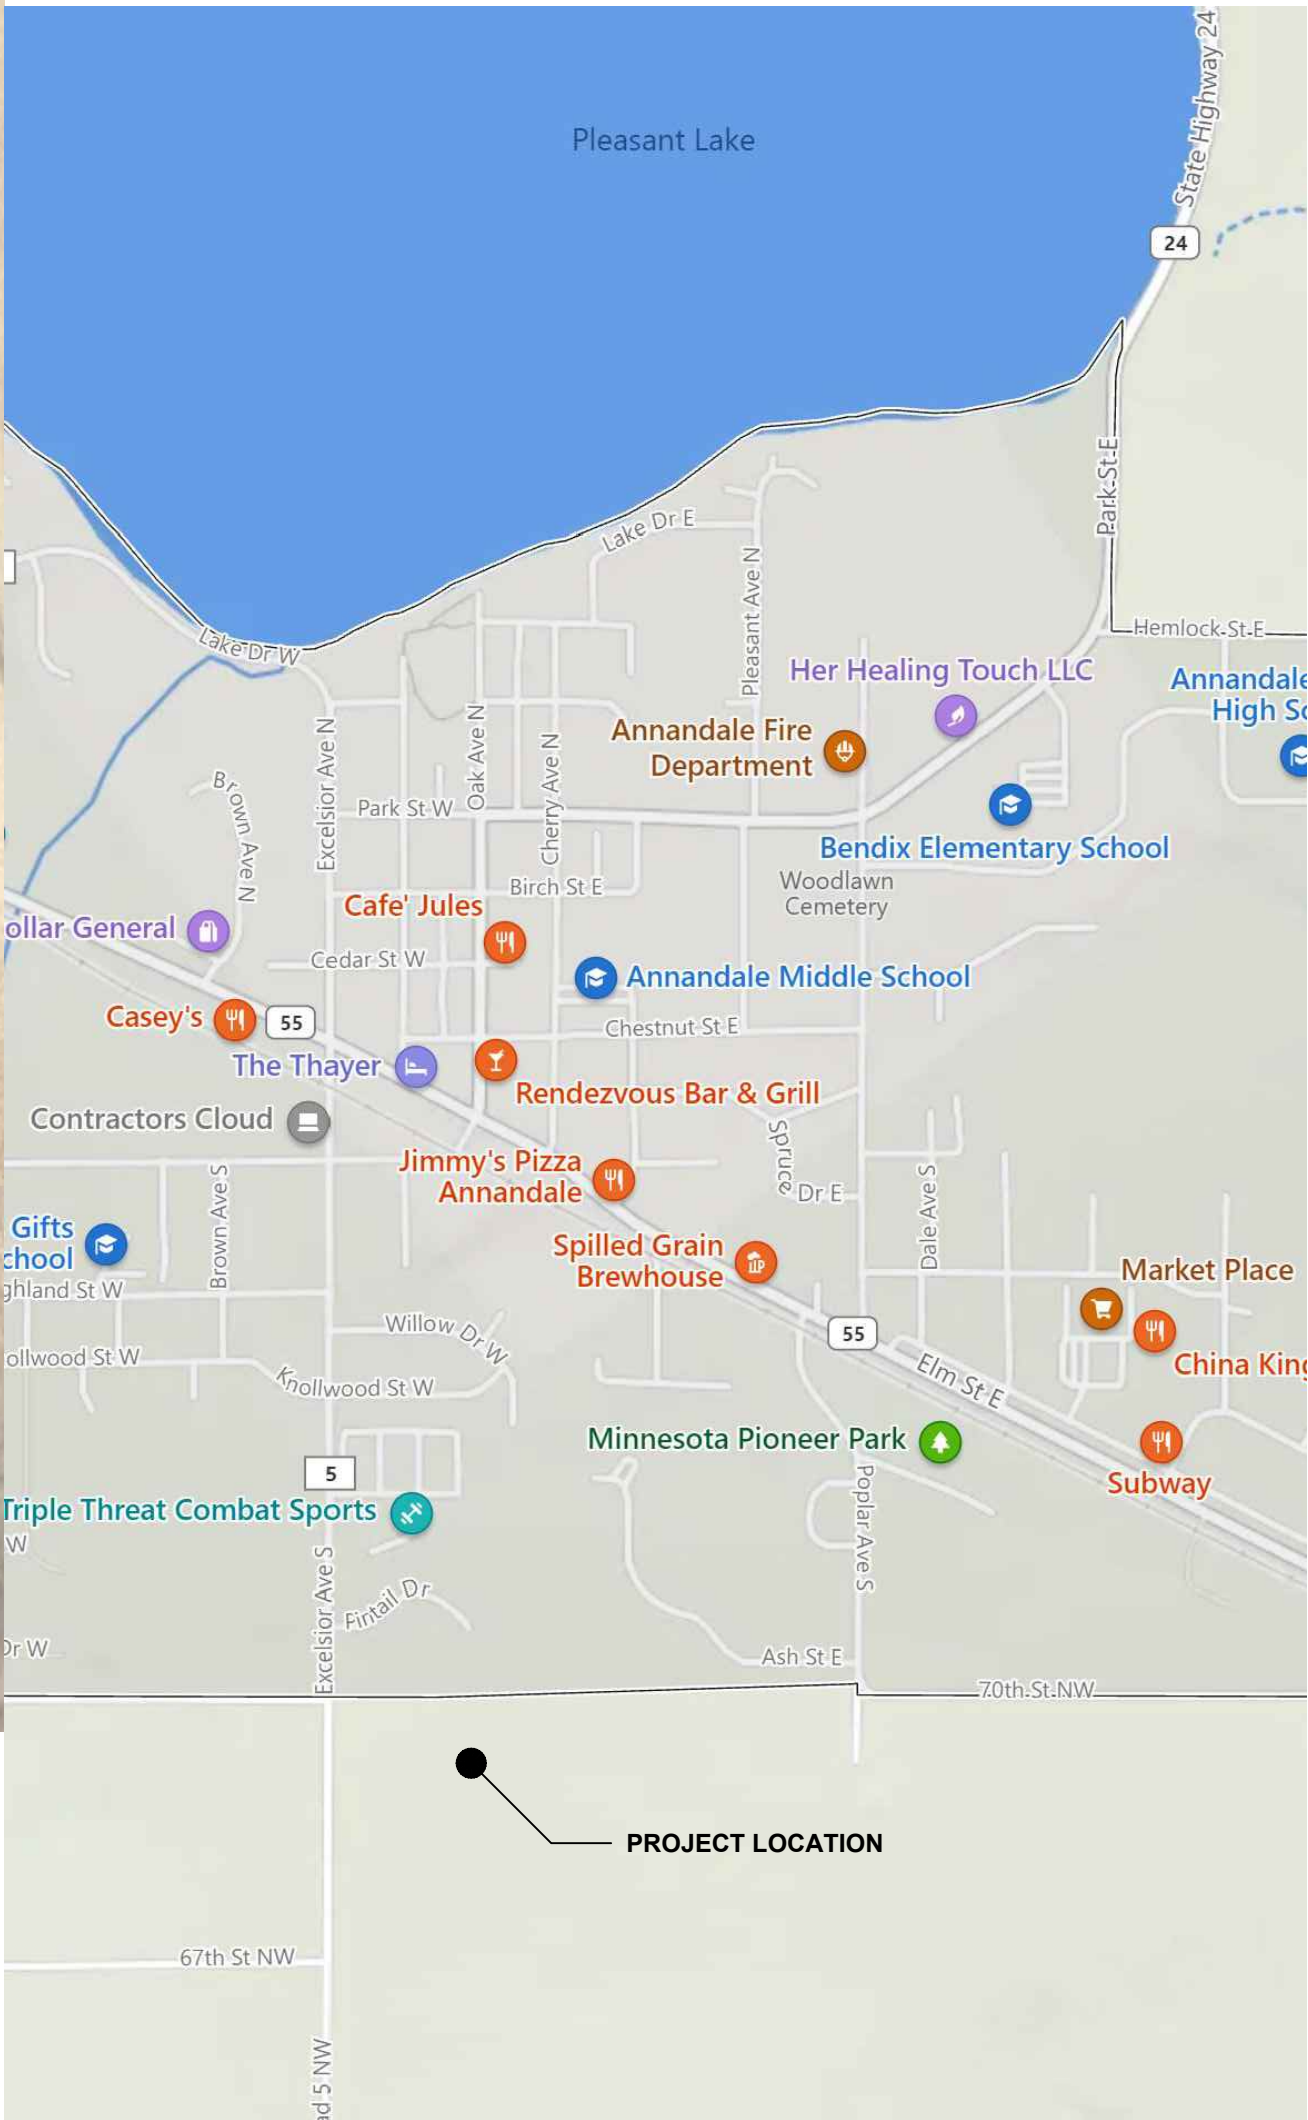 State Highway 24
Pleasant Lake
24
Park St E
Lake Dr E
Pleasant Ave N
Hemlock St E
Lake Dr W
Her Healing Touch LLC
Annandale
High Sc
Annandale Fire
Department
Excelsior Ave N
Oak Ave N
Cherry Ave N
Brown Ave N
Park St W
Bendix Elementary School
Birch St E
Woodlawn
Cemetery
Cafe' Jules
ollar General
Cedar St W
Annandale Middle School
Casey's
55
Chestnut St E
The Thayer
Rendezvous Bar & Grill
Contractors Cloud
Spruce Dr E
Jimmy's Pizza
Annandale
Brown Ave S
Dale Ave S
Gifts
chool
Spilled Grain
Brewhouse
Market Place
ghland St W
Willow Dr W
55
ollwood St W
Knollwood St W
Elm St E
China King
Minnesota Pioneer Park
5
Subway
Triple Threat Combat Sports
Poplar Ave S
W
Excelsior Ave S
Fintail Dr
Dr W
Ash St E
70th St NW
PROJECT LOCATION
67th St NW
ad 5 NW